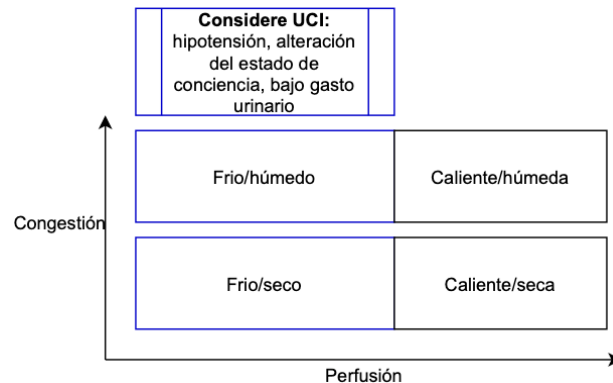 Considere UCI:
hipotensión, alteración
del estado de
conciencia, bajo gasto
urinario
Frio/húmedo
Caliente/húmeda
Congestión
Frio/seco
Caliente/seca
Perfusión